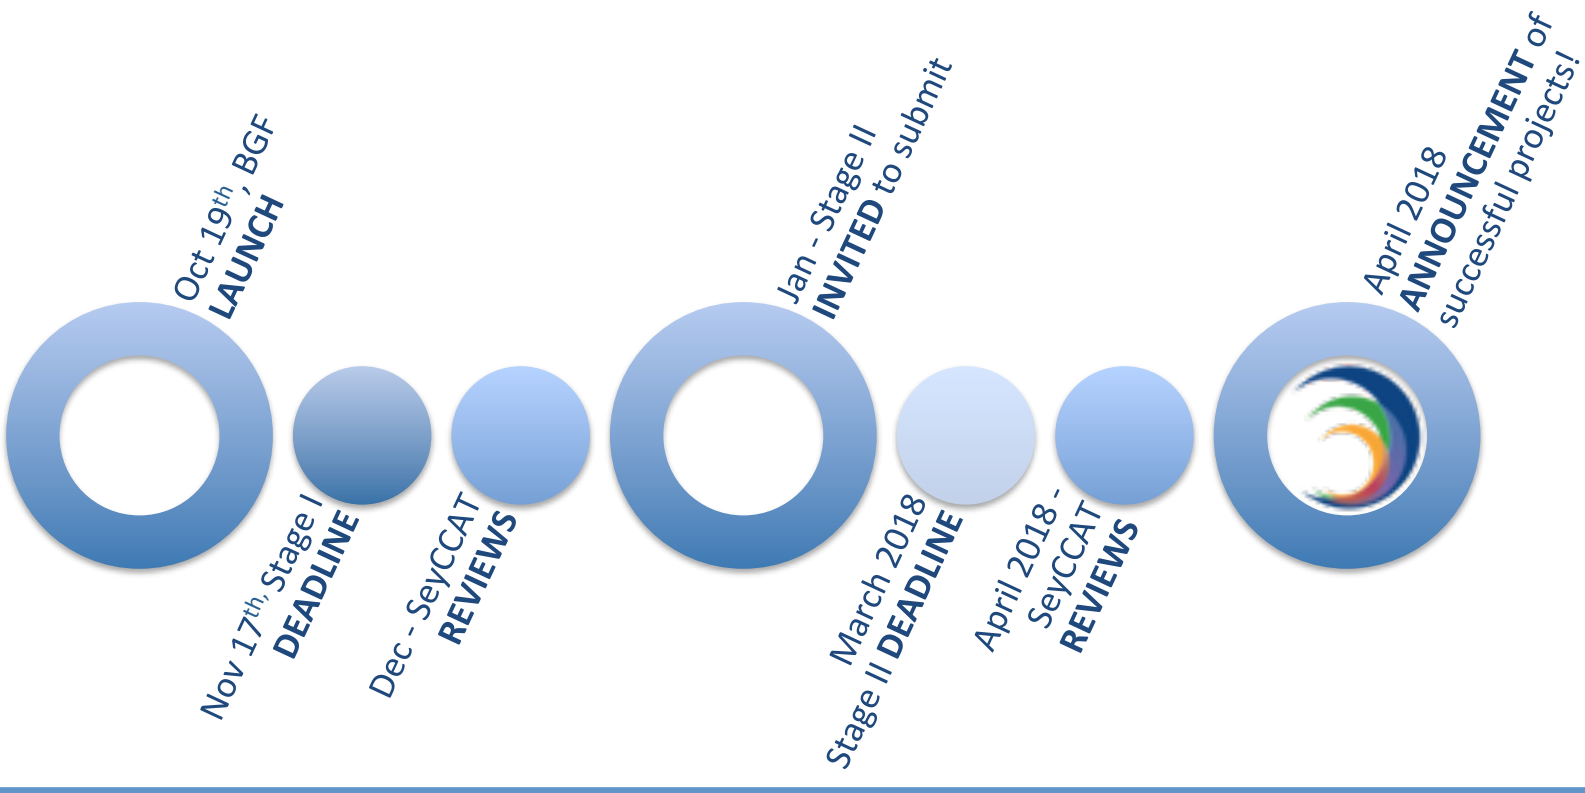 Oct 19th, BGF
LAUNCH
Nov 17th, Stage I
DEADLINE
Dec - SeyCCAT
REVIEWS
Jan - Stage II
INVITED to submit
March 2018
Stage II DEADLINE
April 2018 -
SeyCCAT
REVIEWS
April 2018
ANNOUNCEMENT of
successful projects!